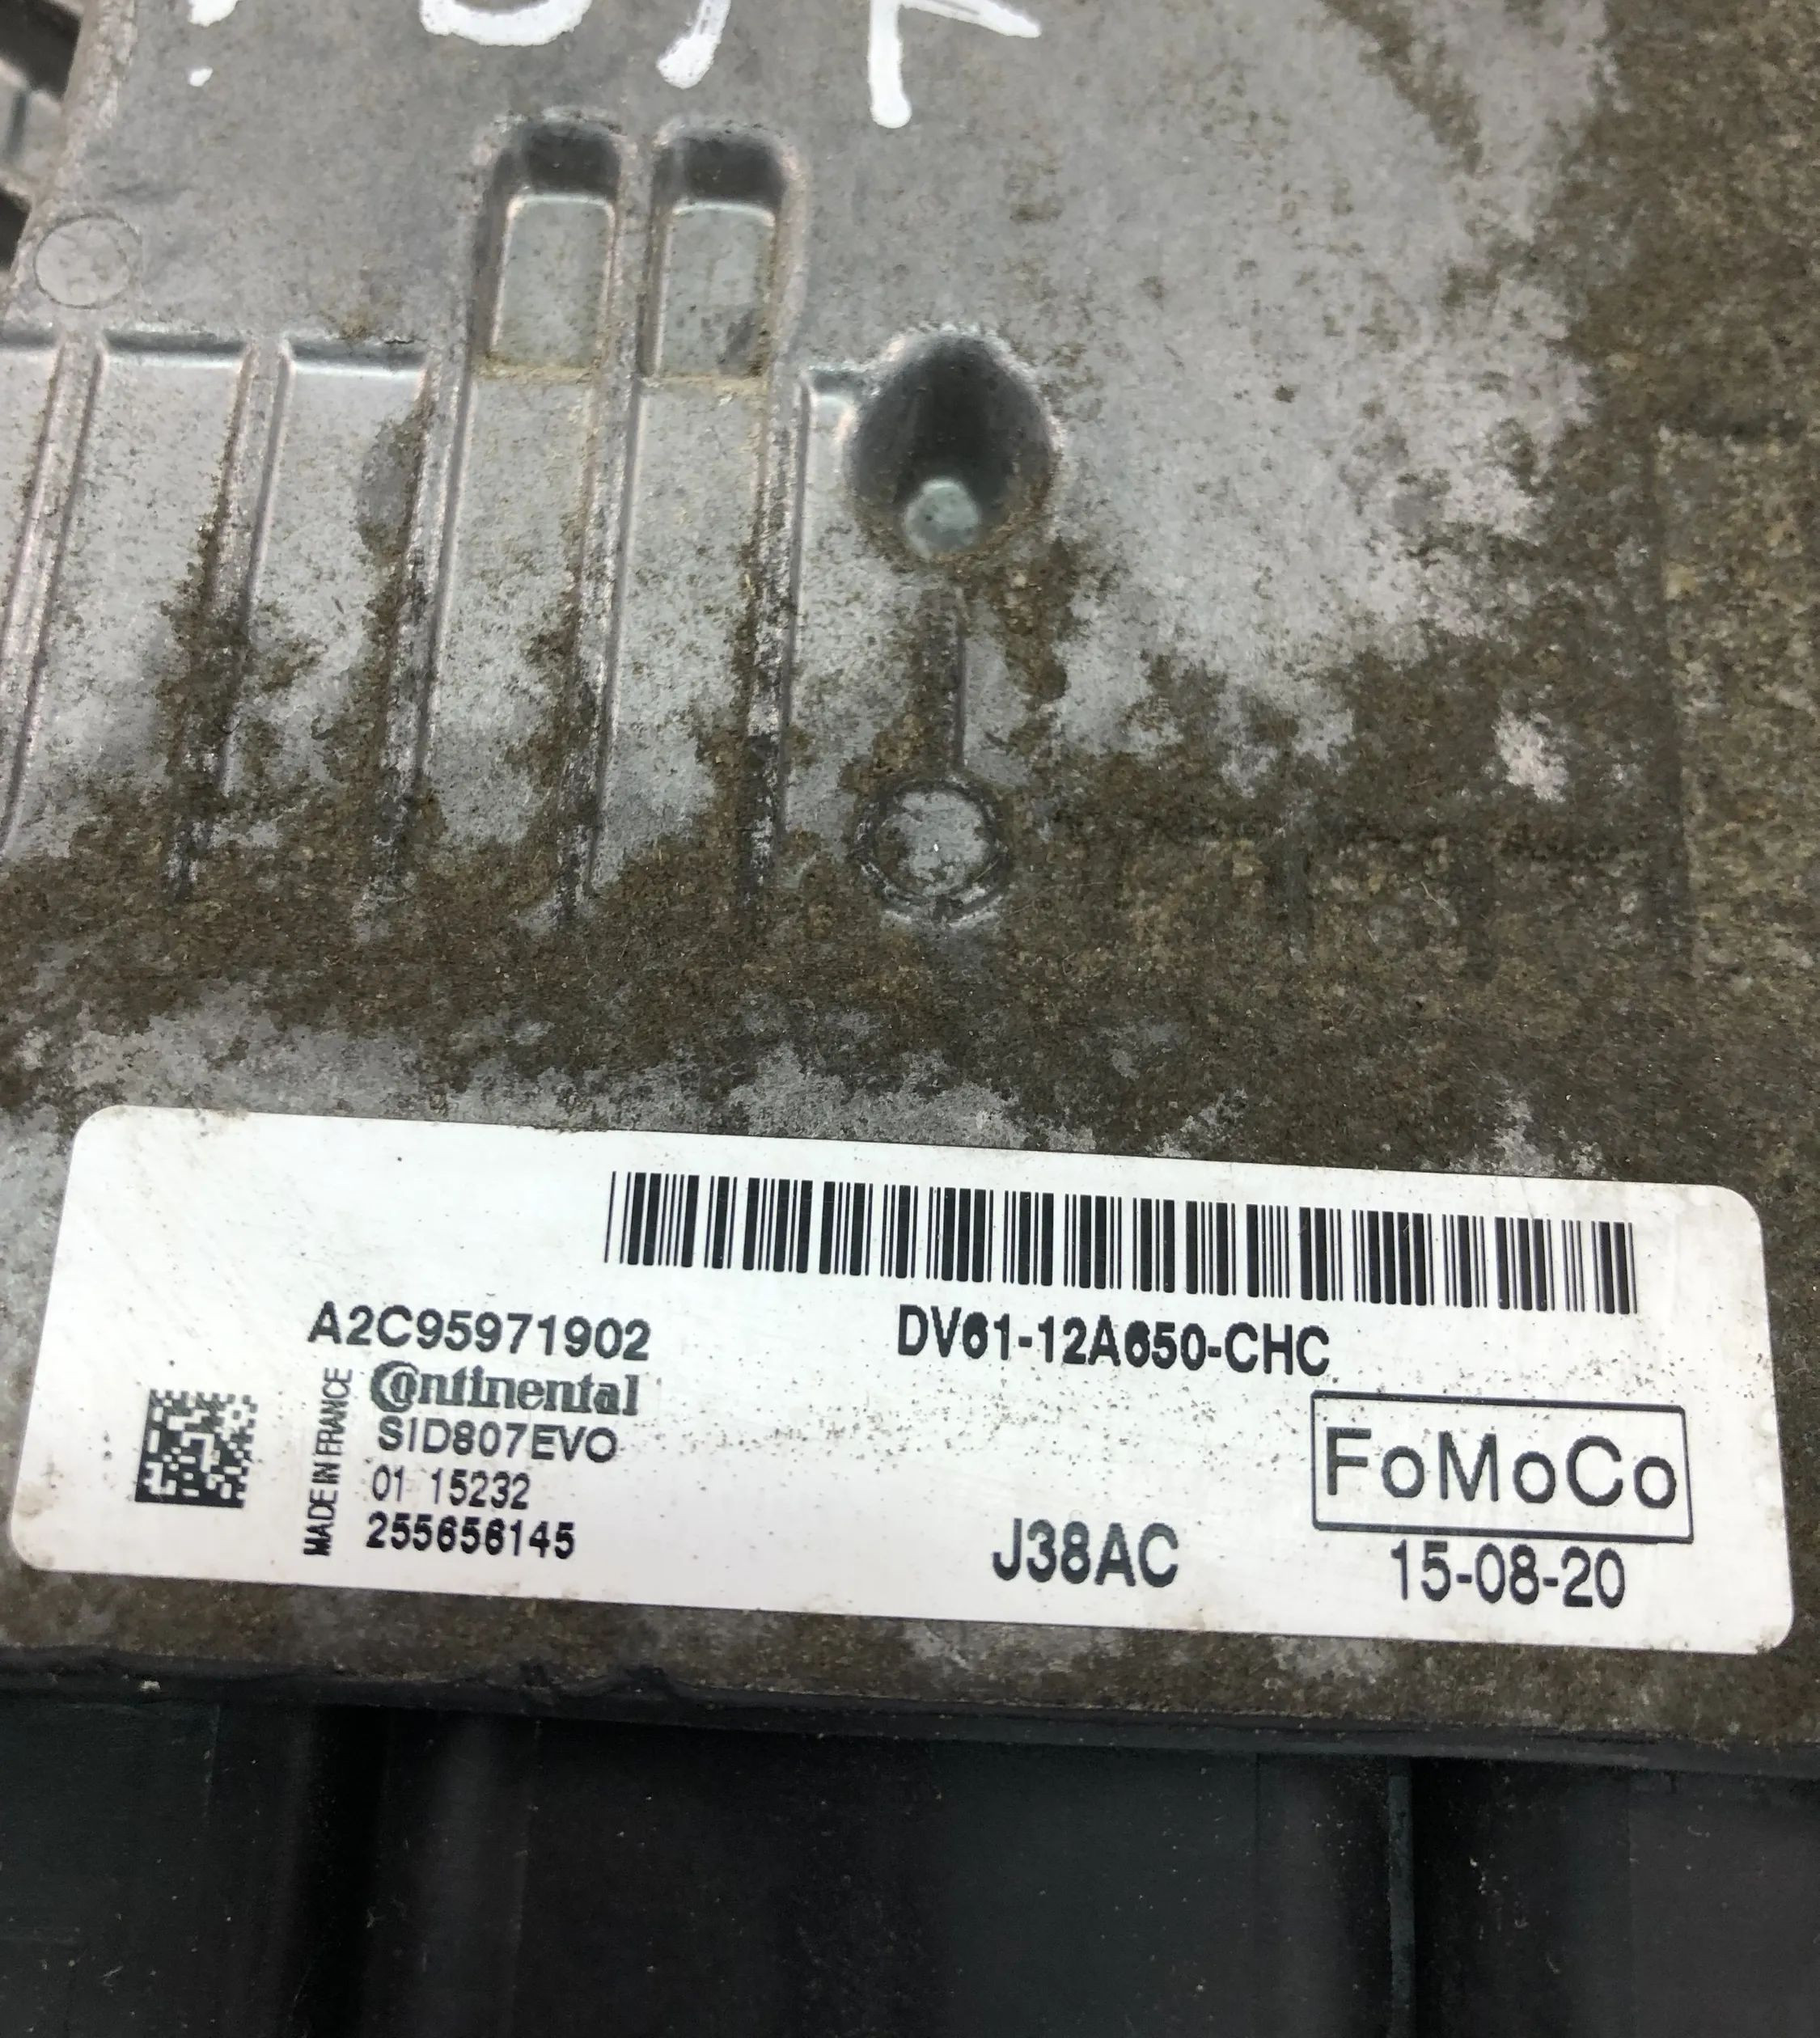 A2C95971902
DV61-12A650-CHC
MADE IN FRANCE
Continental
SID807EVO
01 15232
255656145
J38AC
FoMoCo
15-08-20